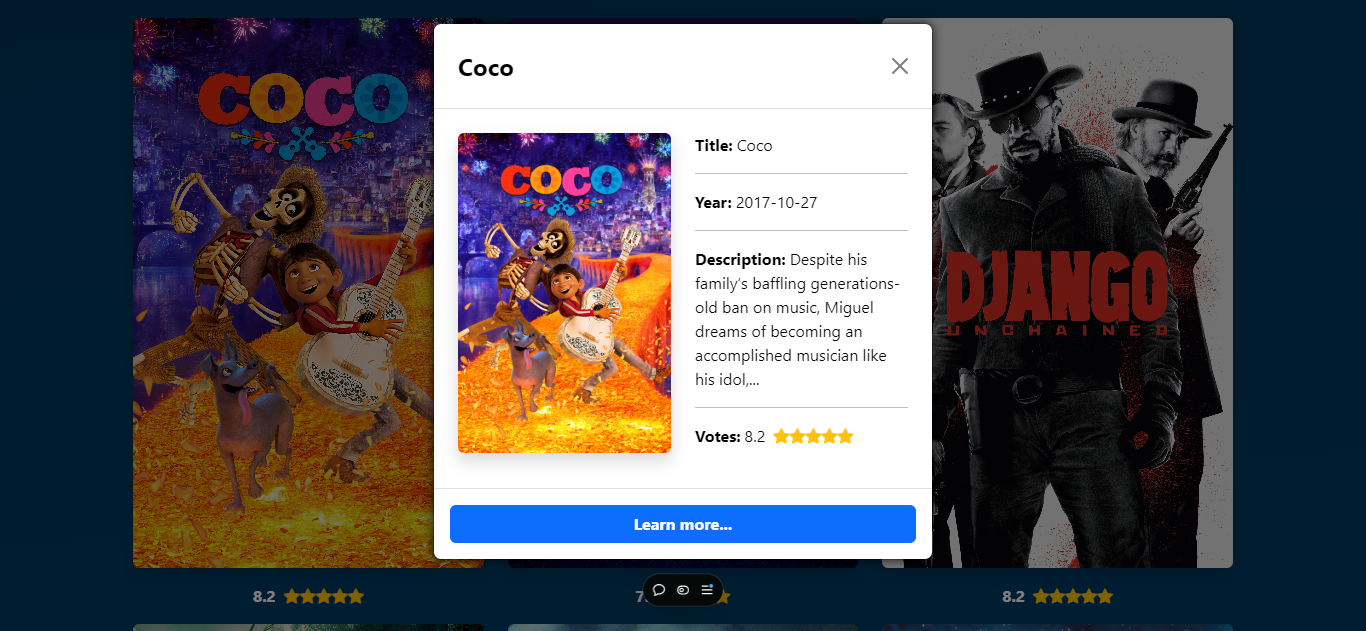 COCO
Coco
COCO
Title: Coco
Year: 2017-10-27
Description: Despite his
family's baffling generations-
old ban on music, Miguel
dreams of becoming an
accomplished musician like
his idol,...
Votes: 8.2
Learn more...
DJANGO
UNCHAINED
8.2
7.
8.2